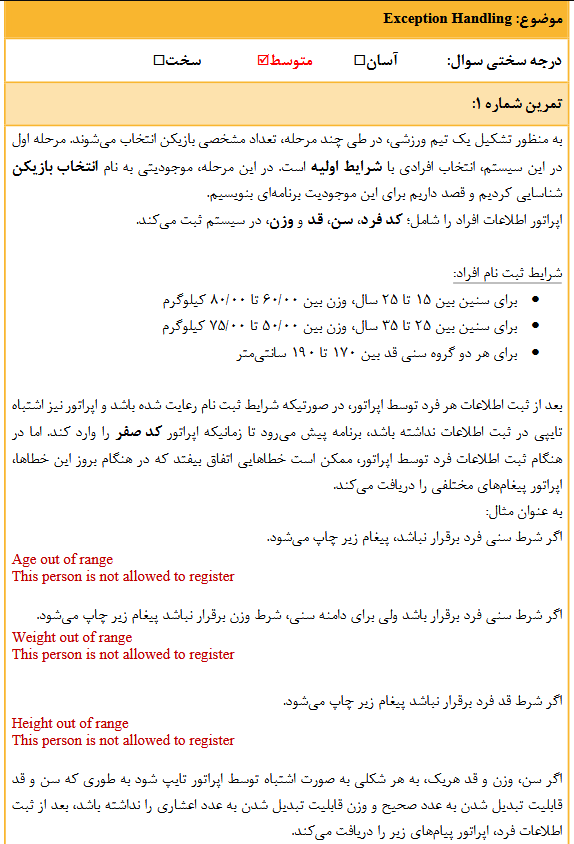 موضوع: Exception Handling
درجه سختی سوال: آسان☐ متوسط☑ سخت☐
تمرین شماره ۱:
به منظور تشکیل یک تیم ورزشی، در طی چند مرحله، تعداد مشخصی بازیکن انتخاب می‌شوند. مرحله اول
در این سیستم، انتخاب افرادی با شرایط اولیه است. در این مرحله، موجودیتی به نام انتخاب بازیکن
شناسایی کردیم و قصد داریم برای این موجودیت برنامه‌ای بنویسیم.
اپراتور اطلاعات افراد را شامل؛ کد فرد، سن، قد و وزن، در سیستم ثبت می‌کند.
شرایط ثبت نام افراد:
● برای سنین بین ۱۵ تا ۲۵ سال، وزن بین ۶۰/۰۰ تا ۸۰/۰۰ کیلوگرم
● برای سنین بین ۲۵ تا ۳۵ سال، وزن بین ۵۰/۰۰ تا ۷۵/۰۰ کیلوگرم
● برای هر دو گروه سنی قد بین ۱۷۰ تا ۱۹۰ سانتی‌متر
بعد از ثبت اطلاعات هر فرد توسط اپراتور، در صورتیکه شرایط ثبت نام رعایت شده باشد و اپراتور نیز اشتباه
تایپی در ثبت اطلاعات نداشته باشد، برنامه پیش می‌رود تا زمانیکه اپراتور کد صفر را وارد کند. اما در
هنگام ثبت اطلاعات فرد توسط اپراتور، ممکن است خطاهایی اتفاق بیفتد که در هنگام بروز این خطاها،
اپراتور پیغام‌های مختلفی را دریافت می‌کند.
به عنوان مثال:
اگر شرط سنی فرد برقرار نباشد، پیغام زیر چاپ می‌شود.
Age out of range
This person is not allowed to register
اگر شرط سنی فرد برقرار باشد ولی برای دامنه سنی، شرط وزن برقرار نباشد پیغام زیر چاپ می‌شود.
Weight out of range
This person is not allowed to register
اگر شرط قد فرد برقرار نباشد پیغام زیر چاپ می‌شود.
Height out of range
This person is not allowed to register
اگر سن، وزن و قد هریک، به هر شکلی به صورت اشتباه توسط اپراتور تایپ شود به طوری که سن و قد
قابلیت تبدیل شدن به عدد صحیح و وزن قابلیت تبدیل شدن به عدد اعشاری را نداشته باشد، بعد از ثبت
اطلاعات فرد، اپراتور پیام‌های زیر را دریافت می‌کند.